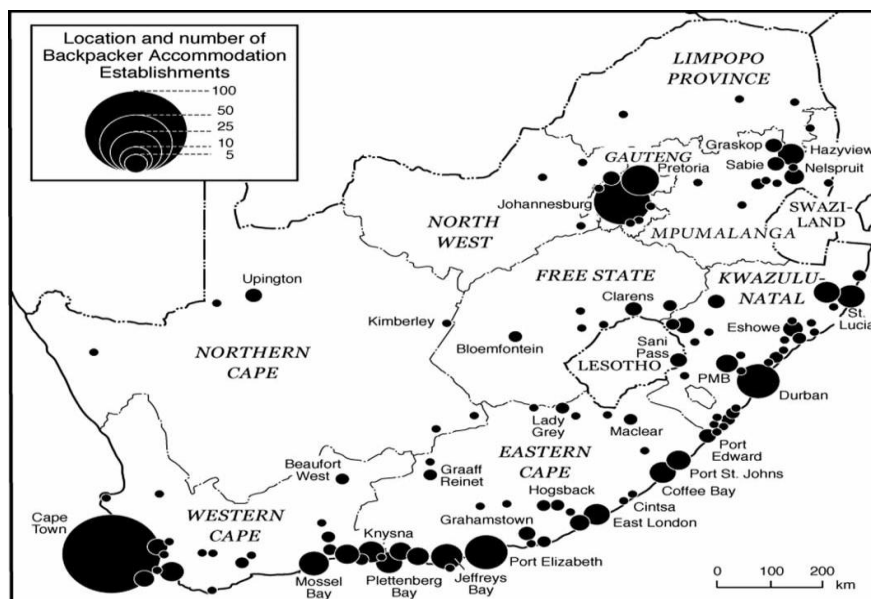 Location and number of
Backpacker Accommodation
Establishments
100
50
25
10
5
LIMPOPO
PROVINCE
Graskop
Hazyview
Sabie
Nelspruit
GAUTENG
Pretoria
Johannesburg
SWAZI-
LAND
MPUMALANGA
NORTH
WEST
FREE STATE
KWAZULU-
NATAL
Upington
Clarens
St.
Lucia
Kimberley
Eshowe
Bloemfontein
Sani
Pass
LESOTHO
NORTHERN
CAPE
PMB
Durban
Lady
Grey
Maclear
Port
Edward
EASTERN
CAPE
Port St. Johns
Coffee Bay
Beaufort
West
Graaff
Reinet
Hogsback
Cintsa
East London
Cape
Town
WESTERN
CAPE
Knysna
Grahamstown
Port Elizabeth
Mossel
Bay
Plettenberg
Bay
Jeffreys
Bay
0 100 200
km